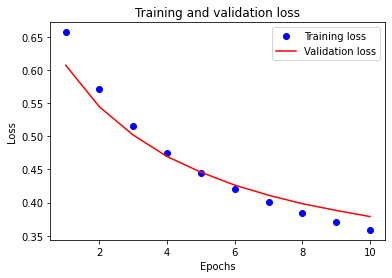 Training and validation loss
Training loss
Validation loss
0.65
0.60
0.55
0.50
0.45
0.40
0.35
Loss
2
4
6
8
10
Epochs